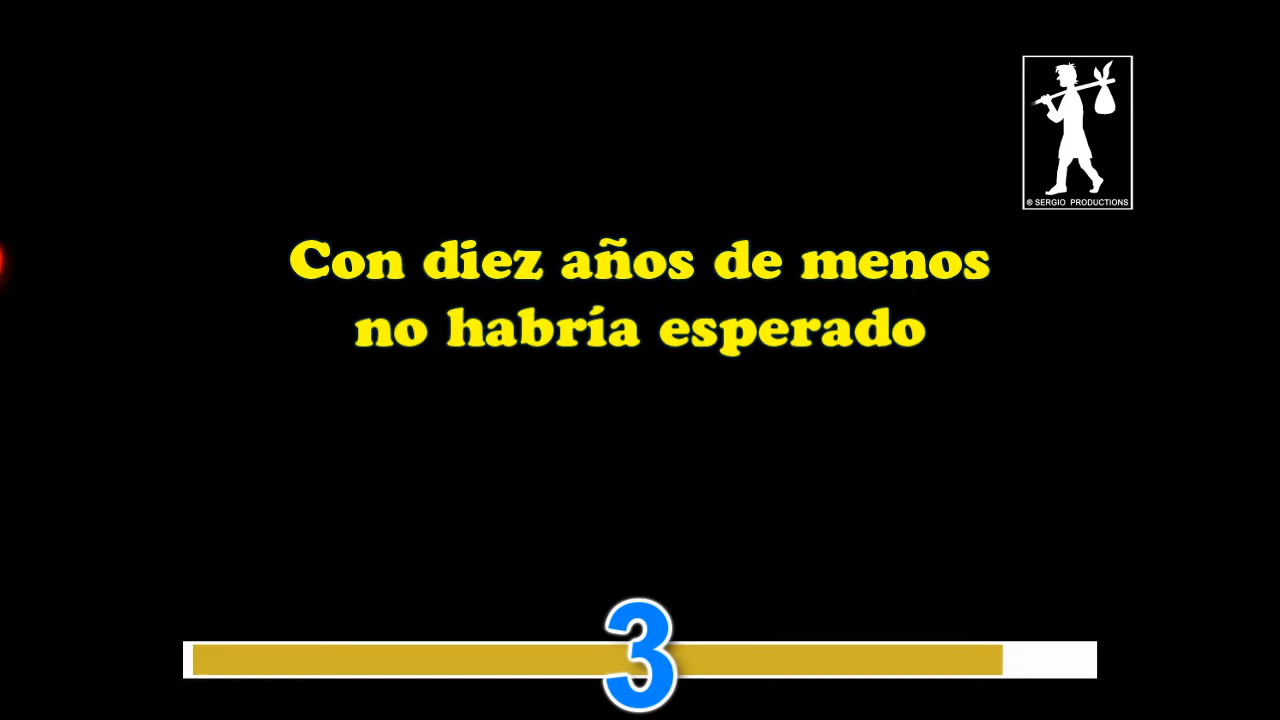 ® SERGIO PRODUCTIONS
Con diez años de menos
no habría esperado
3